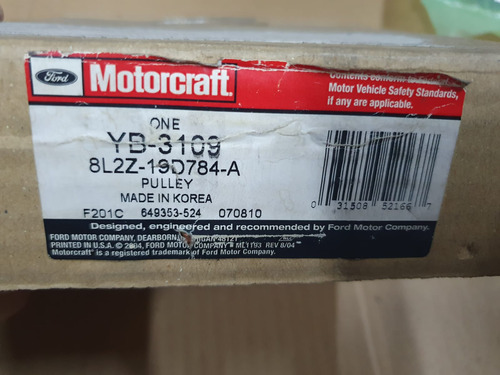 Ford
Motorcraft®
Contents conform to
Motor Vehicle Safety Standards,
if any are applicable.
ONE
YB-3109
8L2Z-19D784-A
PULLEY
MADE IN KOREA
F201C 649353-524 070810
0 31508 52166 7
Designed, engineered and recommended by Ford Motor Company.
FORD MOTOR COMPANY, DEARBORN, MICHIGAN 48121
PRINTED IN U.S.A. © 2004, FORD MOTOR COMPANY REV 8/04
Motorcraft® is a registered trademark of Ford Motor Company.